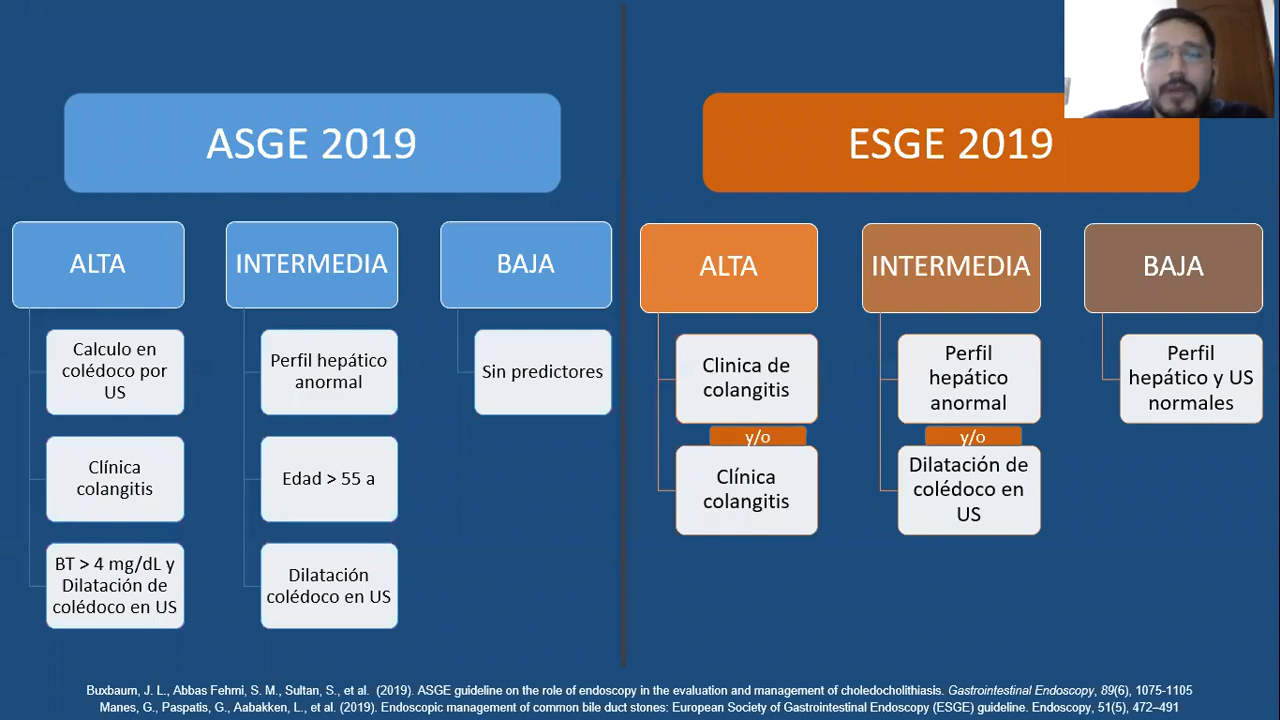 ASGE 2019
ALTA
INTERMEDIA
BAJA
Calculo en
colédoco por
US
Clínica
colangitis
BT > 4 mg/dL y
Dilatación de
colédoco en US
Perfil hepático
anormal
Edad > 55 a
Dilatación
colédoco en US
Sin predictores
ESGE 2019
ALTA
INTERMEDIA
BAJA
Clinica de
colangitis
y/o
Clínica
colangitis
Perfil
hepático
anormal
y/o
Dilatación de
colédoco en
US
Perfil
hepático y US
normales
Buxbaum, J. L., Abbas Fehmi, S. M., Sultan, S., et al. (2019). ASGE guideline on the role of endoscopy in the evaluation and management of choledocholithiasis. Gastrointestinal Endoscopy, 89(6), 1075-1105
Manes, G., Paspatis, G., Aabakken, L., et al. (2019). Endoscopic management of common bile duct stones: European Society of Gastrointestinal Endoscopy (ESGE) guideline. Endoscopy, 51(5), 472–491